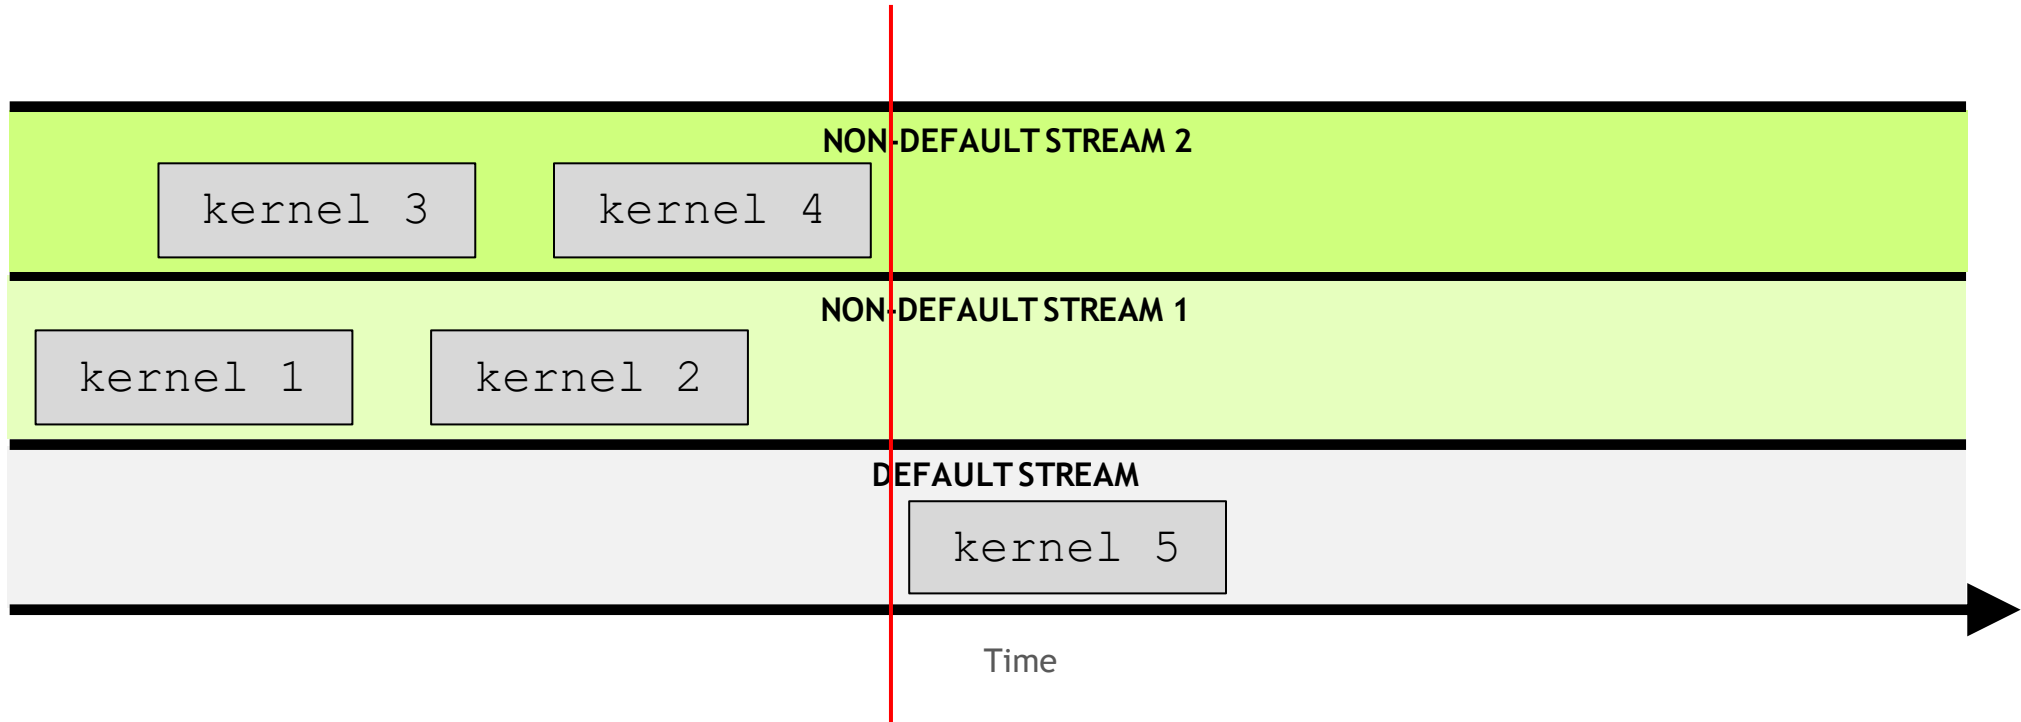 NON-DEFAULT STREAM 2
kernel 3
kernel 4
NON-DEFAULT STREAM 1
kernel 1
kernel 2
DEFAULT STREAM
kernel 5
Time